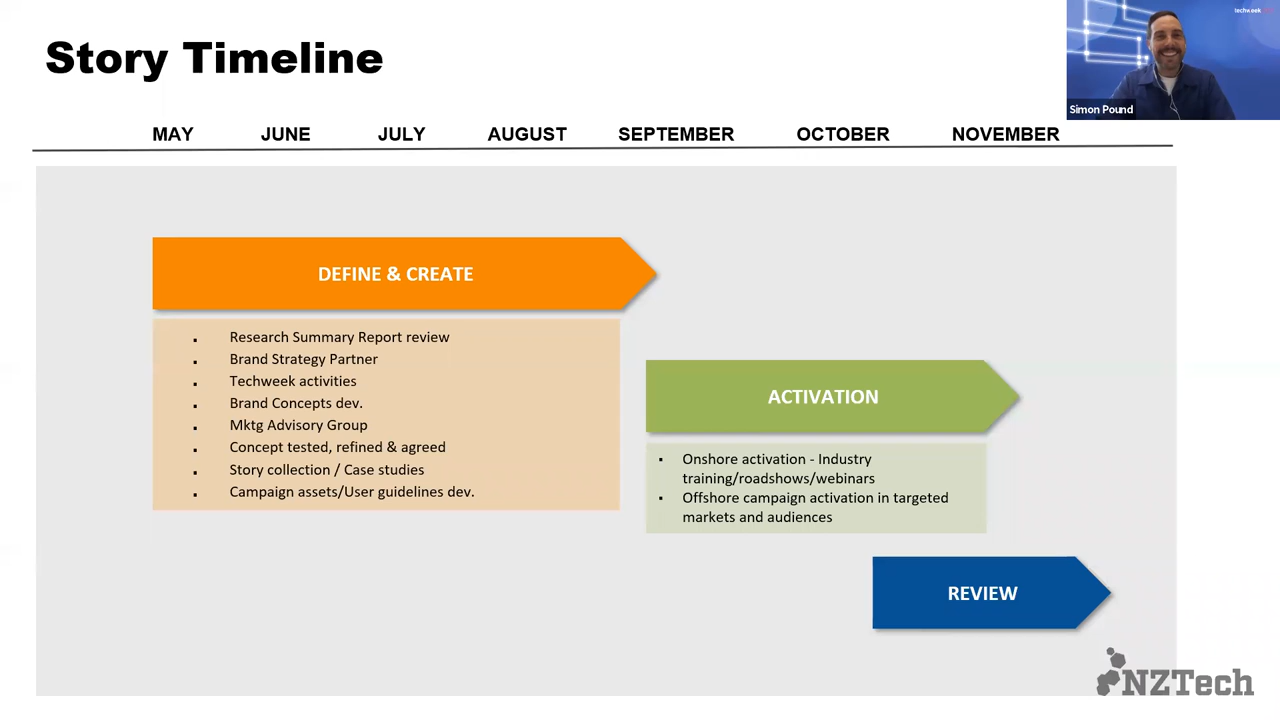 Story Timeline
techweek
Simon Pound
MAY JUNE JULY AUGUST SEPTEMBER OCTOBER NOVEMBER
DEFINE & CREATE
Research Summary Report review
Brand Strategy Partner
Techweek activities
Brand Concepts dev.
Mktg Advisory Group
Concept tested, refined & agreed
Story collection / Case studies
Campaign assets/User guidelines dev.
ACTIVATION
Onshore activation - Industry
training/roadshows/webinars
Offshore campaign activation in targeted
markets and audiences
REVIEW
NZTech